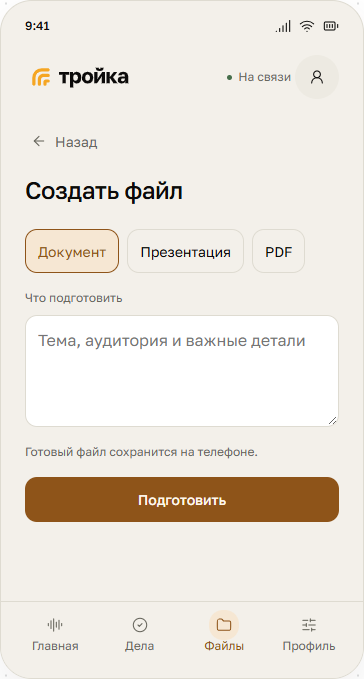 9:41
тройка
На связи
Назад
Создать файл
Документ
Презентация
PDF
Что подготовить
Тема, аудитория и важные детали
Готовый файл сохранится на телефоне.
Подготовить
Главная
Дела
Файлы
Профиль